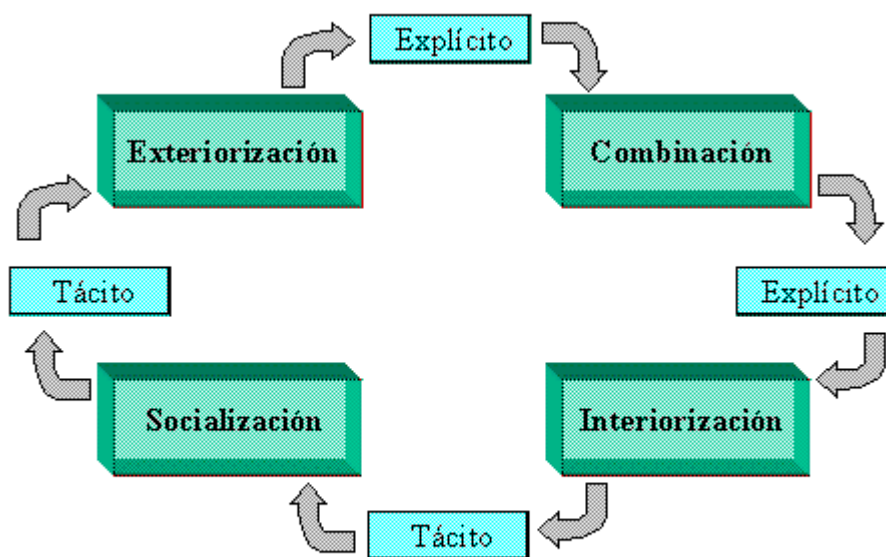 Explícito
Exteriorización
Combinación
Tácito
Explícito
Socialización
Interiorización
Tácito